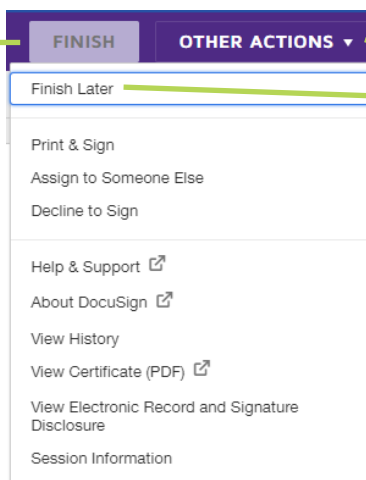 FINISH OTHER ACTIONS ▼
Finish Later
Print & Sign
Assign to Someone Else
Decline to Sign
Help & Support
About DocuSign
View History
View Certificate (PDF)
View Electronic Record and Signature
Disclosure
Session Information